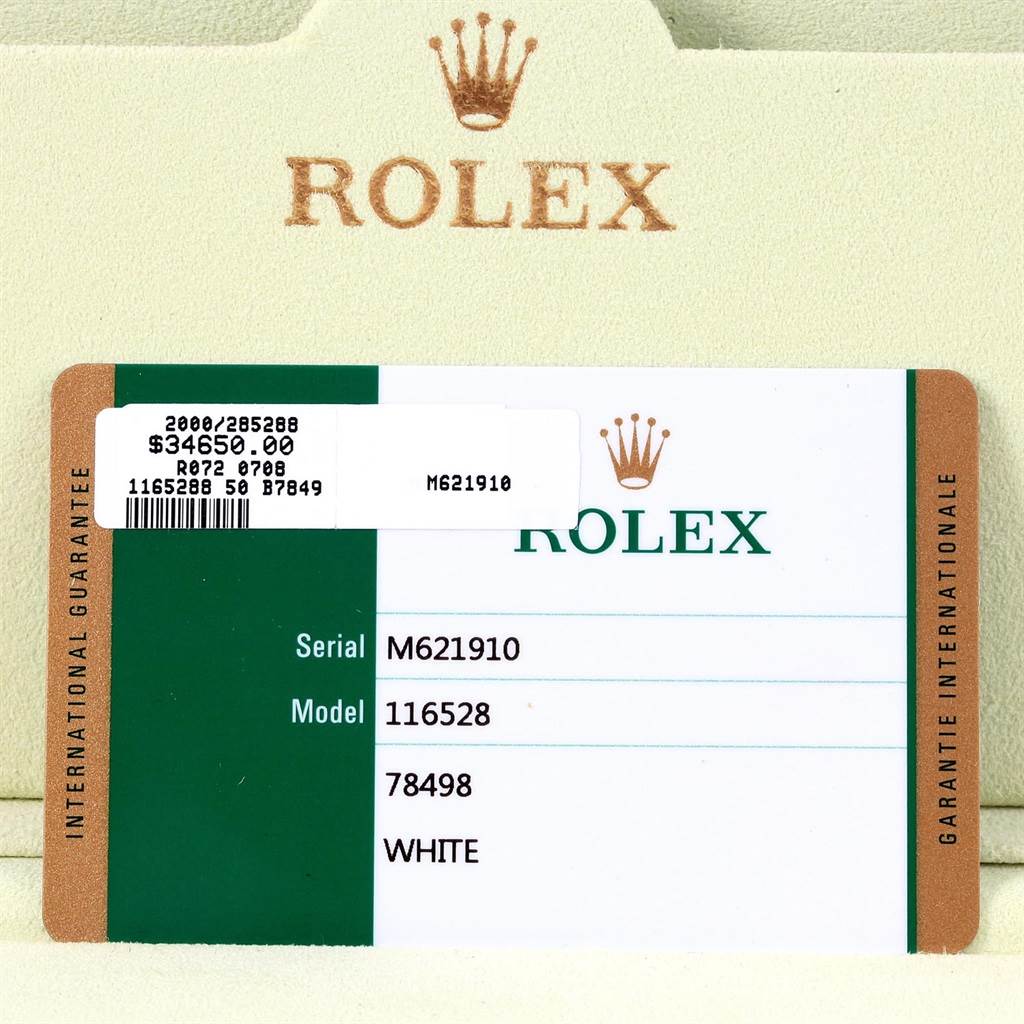 ROLEX
2000/285288
$34650.00
R072 0708
1165288 50 B7849
M621910
ROLEX
INTERNATIONAL GUARANTEE
Serial M621910
Model 116528
78498
WHITE
GARANTIE INTERNATIONALE